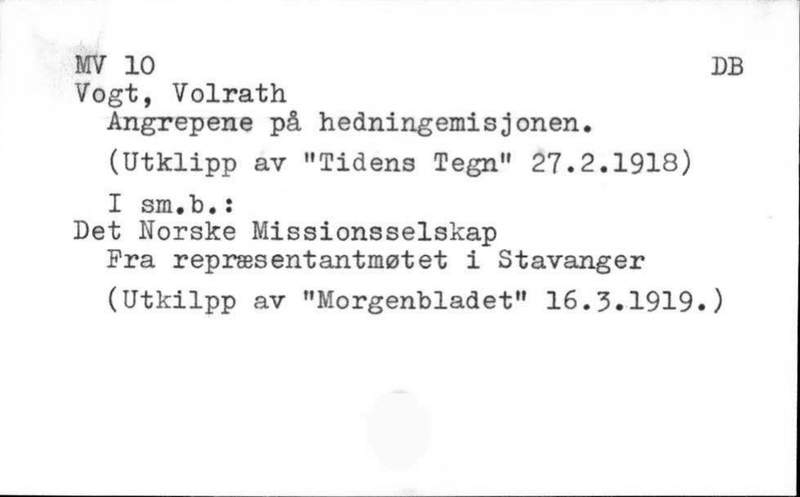 MV 10 DB
Vogt, Volrath
Angrepene på hedningemisjonen.
(Utklipp av "Tidens Tegn" 27.2.1918)
I sm.b.:
Det Norske Missionsselskap
Fra repræsentantmøtet i Stavanger
(Utkilpp av "Morgenbladet" 16.3.1919.)